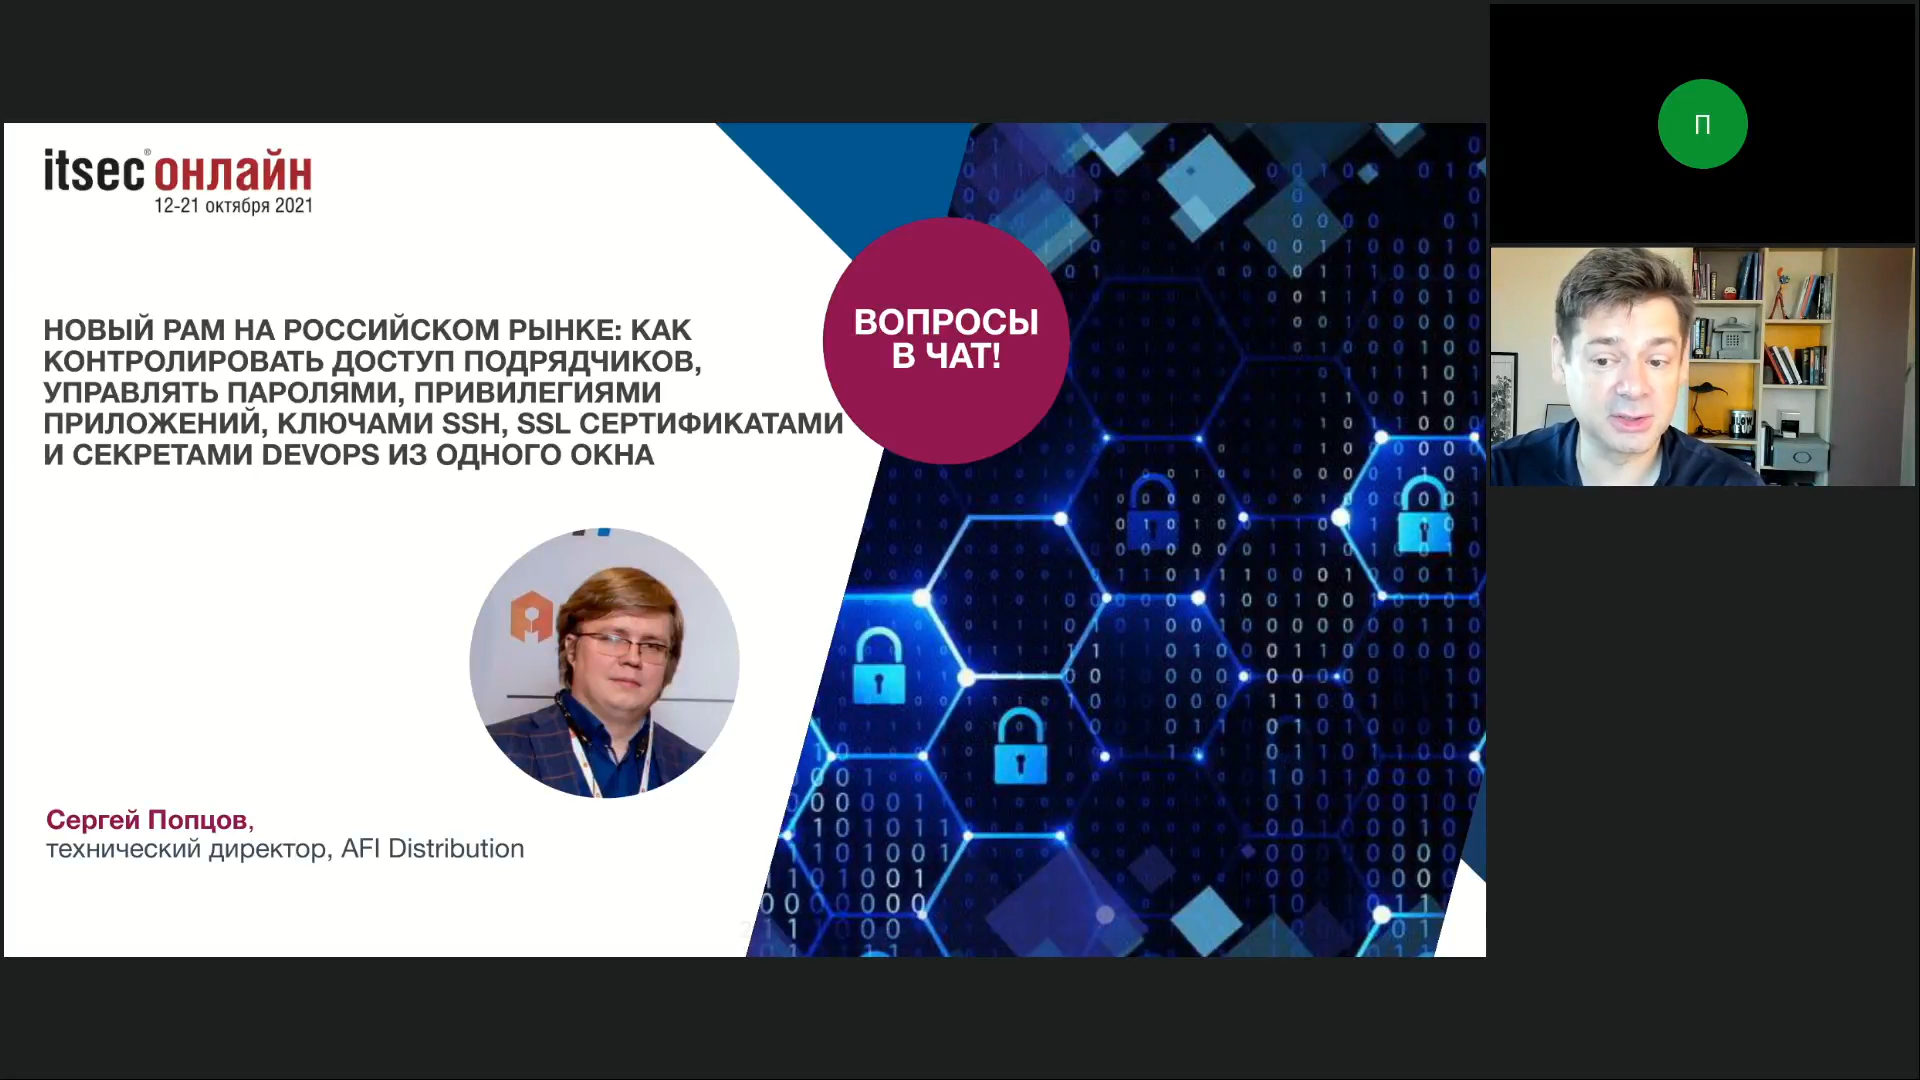 itsec® онлайн
12-21 октября 2021
НОВЫЙ PAM НА РОССИЙСКОМ РЫНКЕ: КАК
КОНТРОЛИРОВАТЬ ДОСТУП ПОДРЯДЧИКОВ,
УПРАВЛЯТЬ ПАРОЛЯМИ, ПРИВИЛЕГИЯМИ
ПРИЛОЖЕНИЙ, КЛЮЧАМИ SSH, SSL СЕРТИФИКАТАМИ
И СЕКРЕТАМИ DEVOPS ИЗ ОДНОГО ОКНА
ВОПРОСЫ
В ЧАТ!
Сергей Попцов,
технический директор, AFI Distribution
П